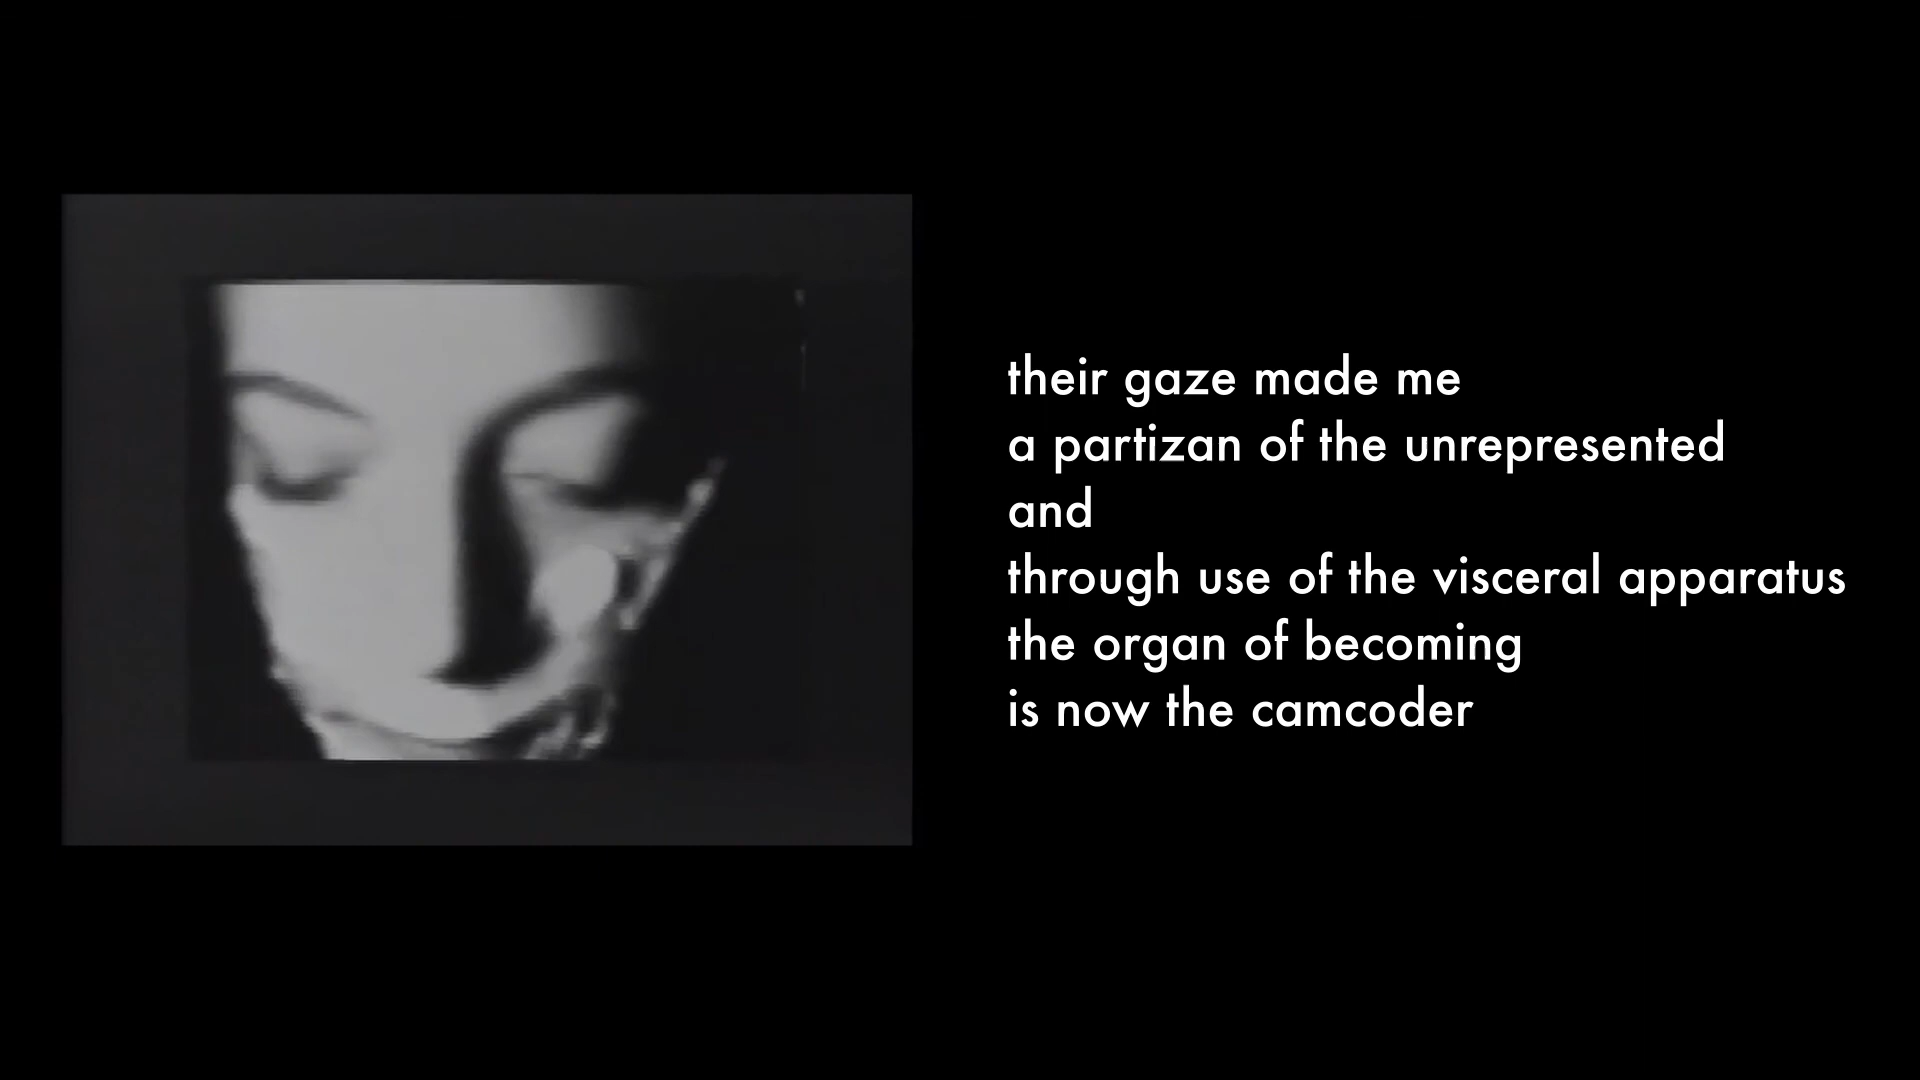 their gaze made me
a partizan of the unrepresented
and
through use of the visceral apparatus
the organ of becoming
is now the camcoder